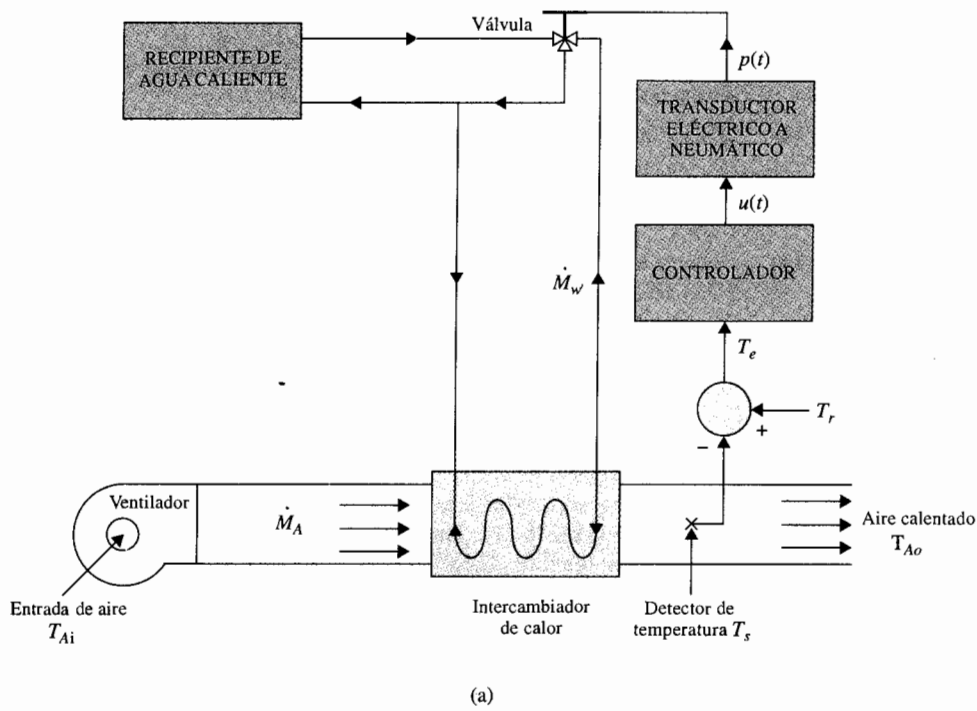 Válvula
RECIPIENTE DE
AGUA CALIENTE
p(t)
TRANSDUCTOR
ELÉCTRICO A
NEUMÁTICO
u(t)
CONTROLADOR
Ṁ_w
T_e
T_r
+
−
Ventilador
Ṁ_A
Aire calentado
T_Ao
Entrada de aire
T_Ai
Intercambiador
de calor
Detector de
temperatura T_s
(a)